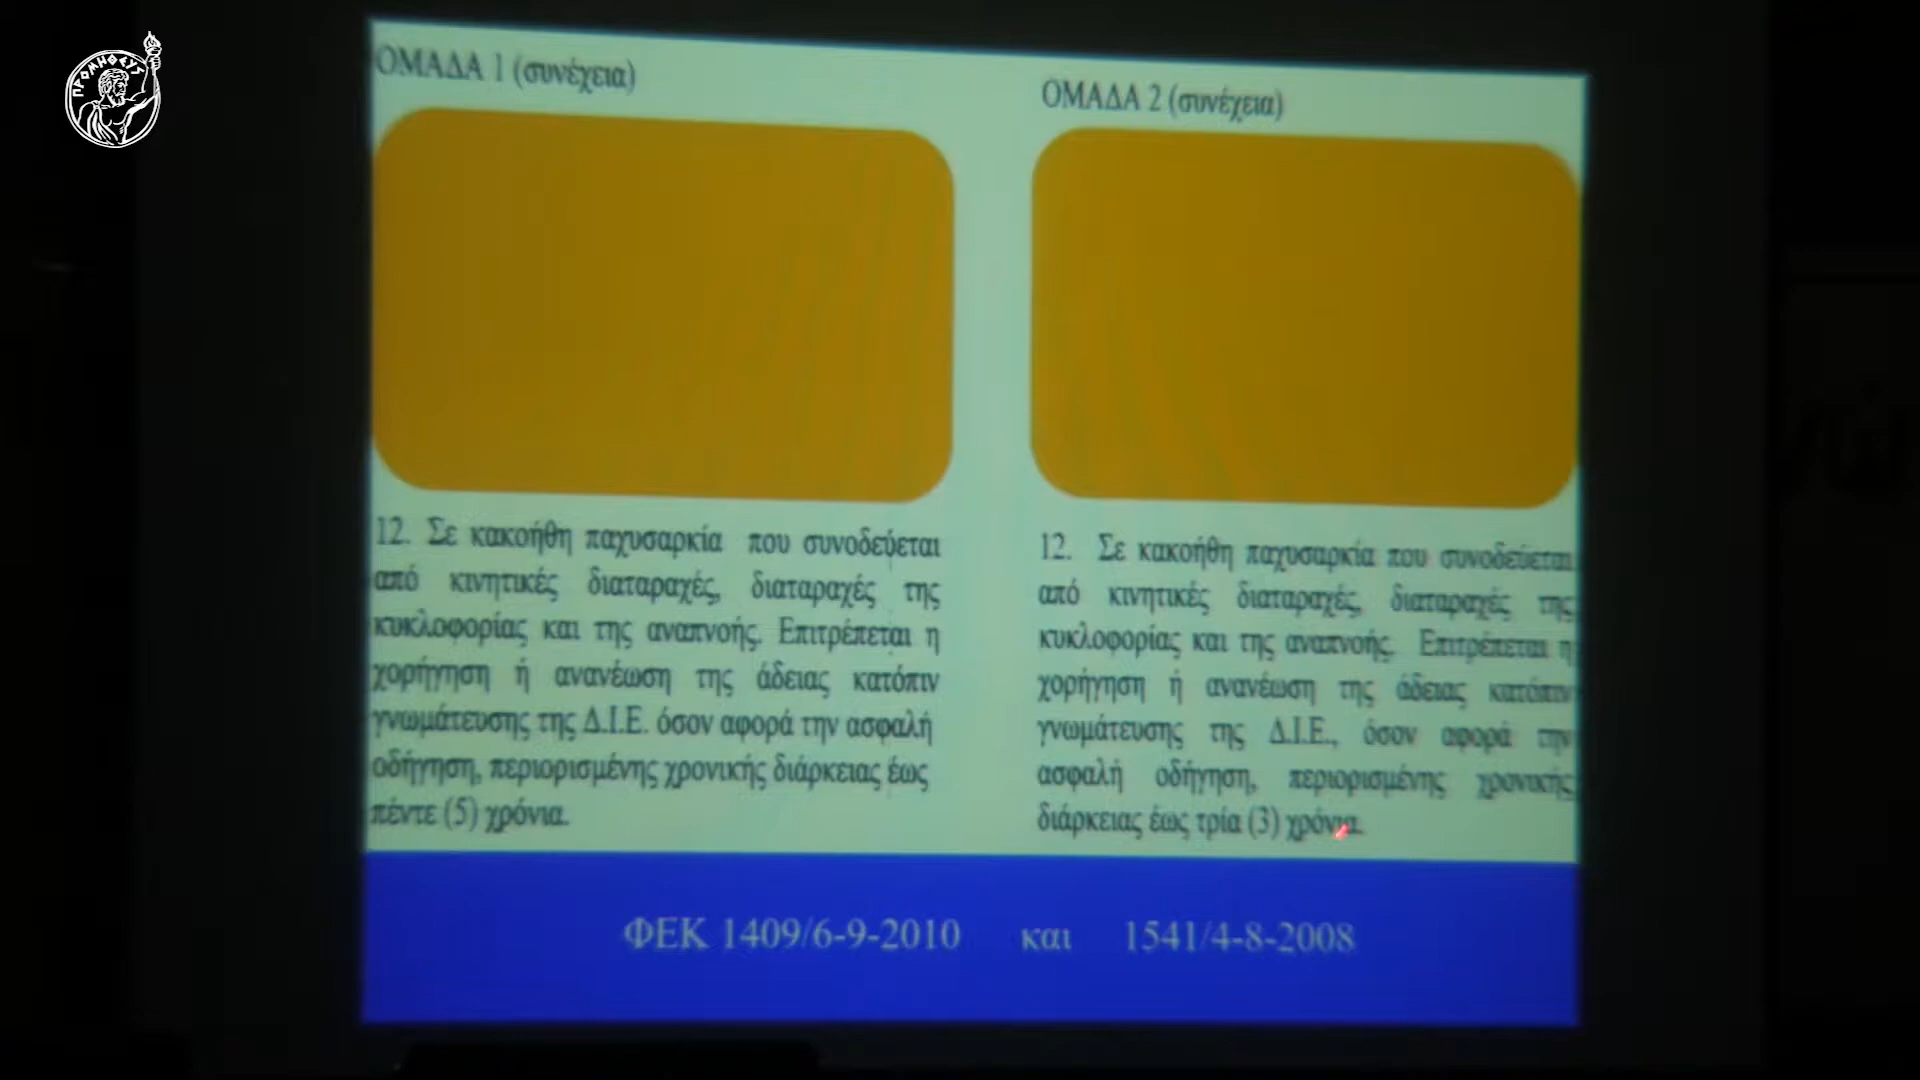 ΠΡΟΜΗΘΕΥΣ
ΟΜΑΔΑ 1 (συνέχεια)
12. Σε κακοήθη παχυσαρκία που συνοδεύεται
από κινητικές διαταραχές, διαταραχές της
κυκλοφορίας και της αναπνοής. Επιτρέπεται η
χορήγηση ή ανανέωση της άδειας κατόπιν
γνωμάτευσης της Δ.Ι.Ε. όσον αφορά την ασφαλή
οδήγηση, περιορισμένης χρονικής διάρκειας έως
πέντε (5) χρόνια.
ΟΜΑΔΑ 2 (συνέχεια)
12. Σε κακοήθη παχυσαρκία που συνοδεύεται
από κινητικές διαταραχές, διαταραχές της
κυκλοφορίας και της αναπνοής. Επιτρέπεται η
χορήγηση ή ανανέωση της άδειας κατόπιν
γνωμάτευσης της Δ.Ι.Ε., όσον αφορά την
ασφαλή οδήγηση, περιορισμένης χρονικής
διάρκειας έως τρία (3) χρόνια.
ΦΕΚ 1409/6-9-2010 και 1541/4-8-2008